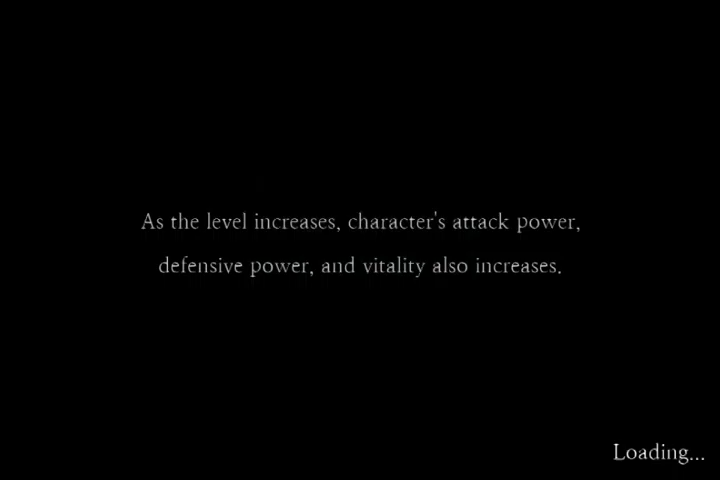 As the level increases, character's attack power,
defensive power, and vitality also increases.
Loading...